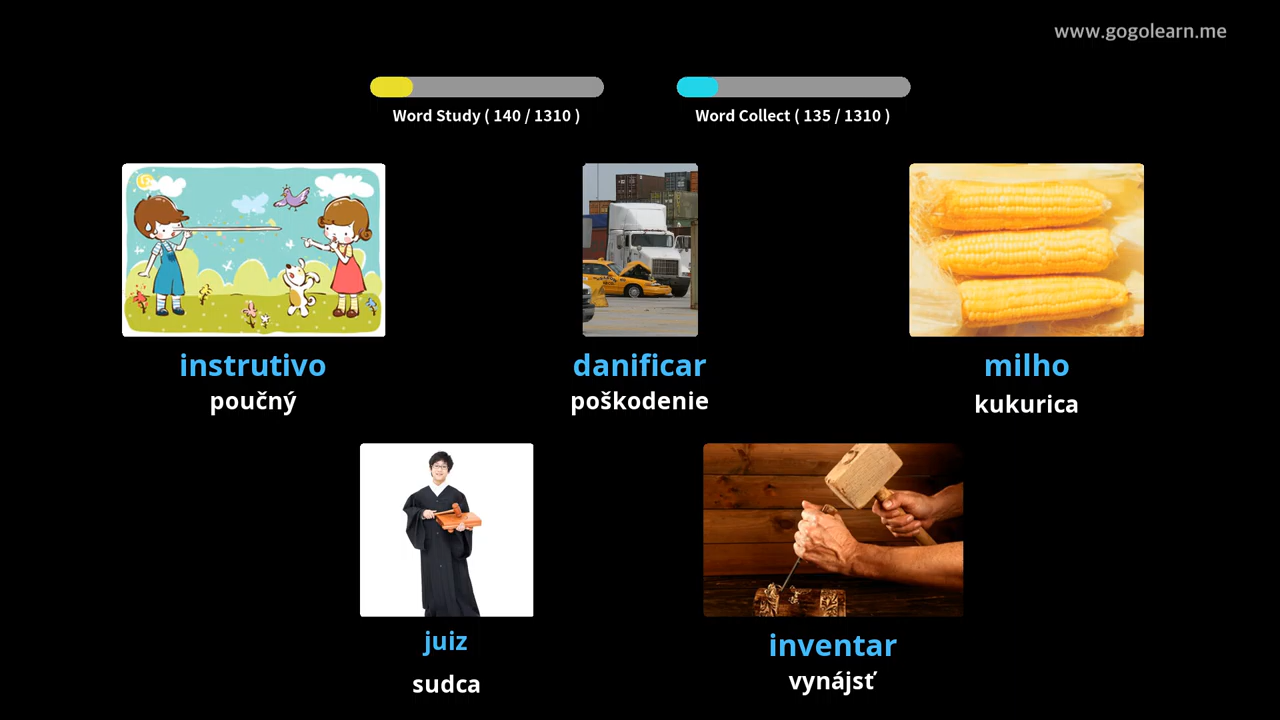 www.gogolearn.me
Word Study ( 140 / 1310 )
Word Collect ( 135 / 1310 )
instrutivo
poučný
danificar
poškodenie
milho
kukurica
juiz
sudca
inventar
vynájsť